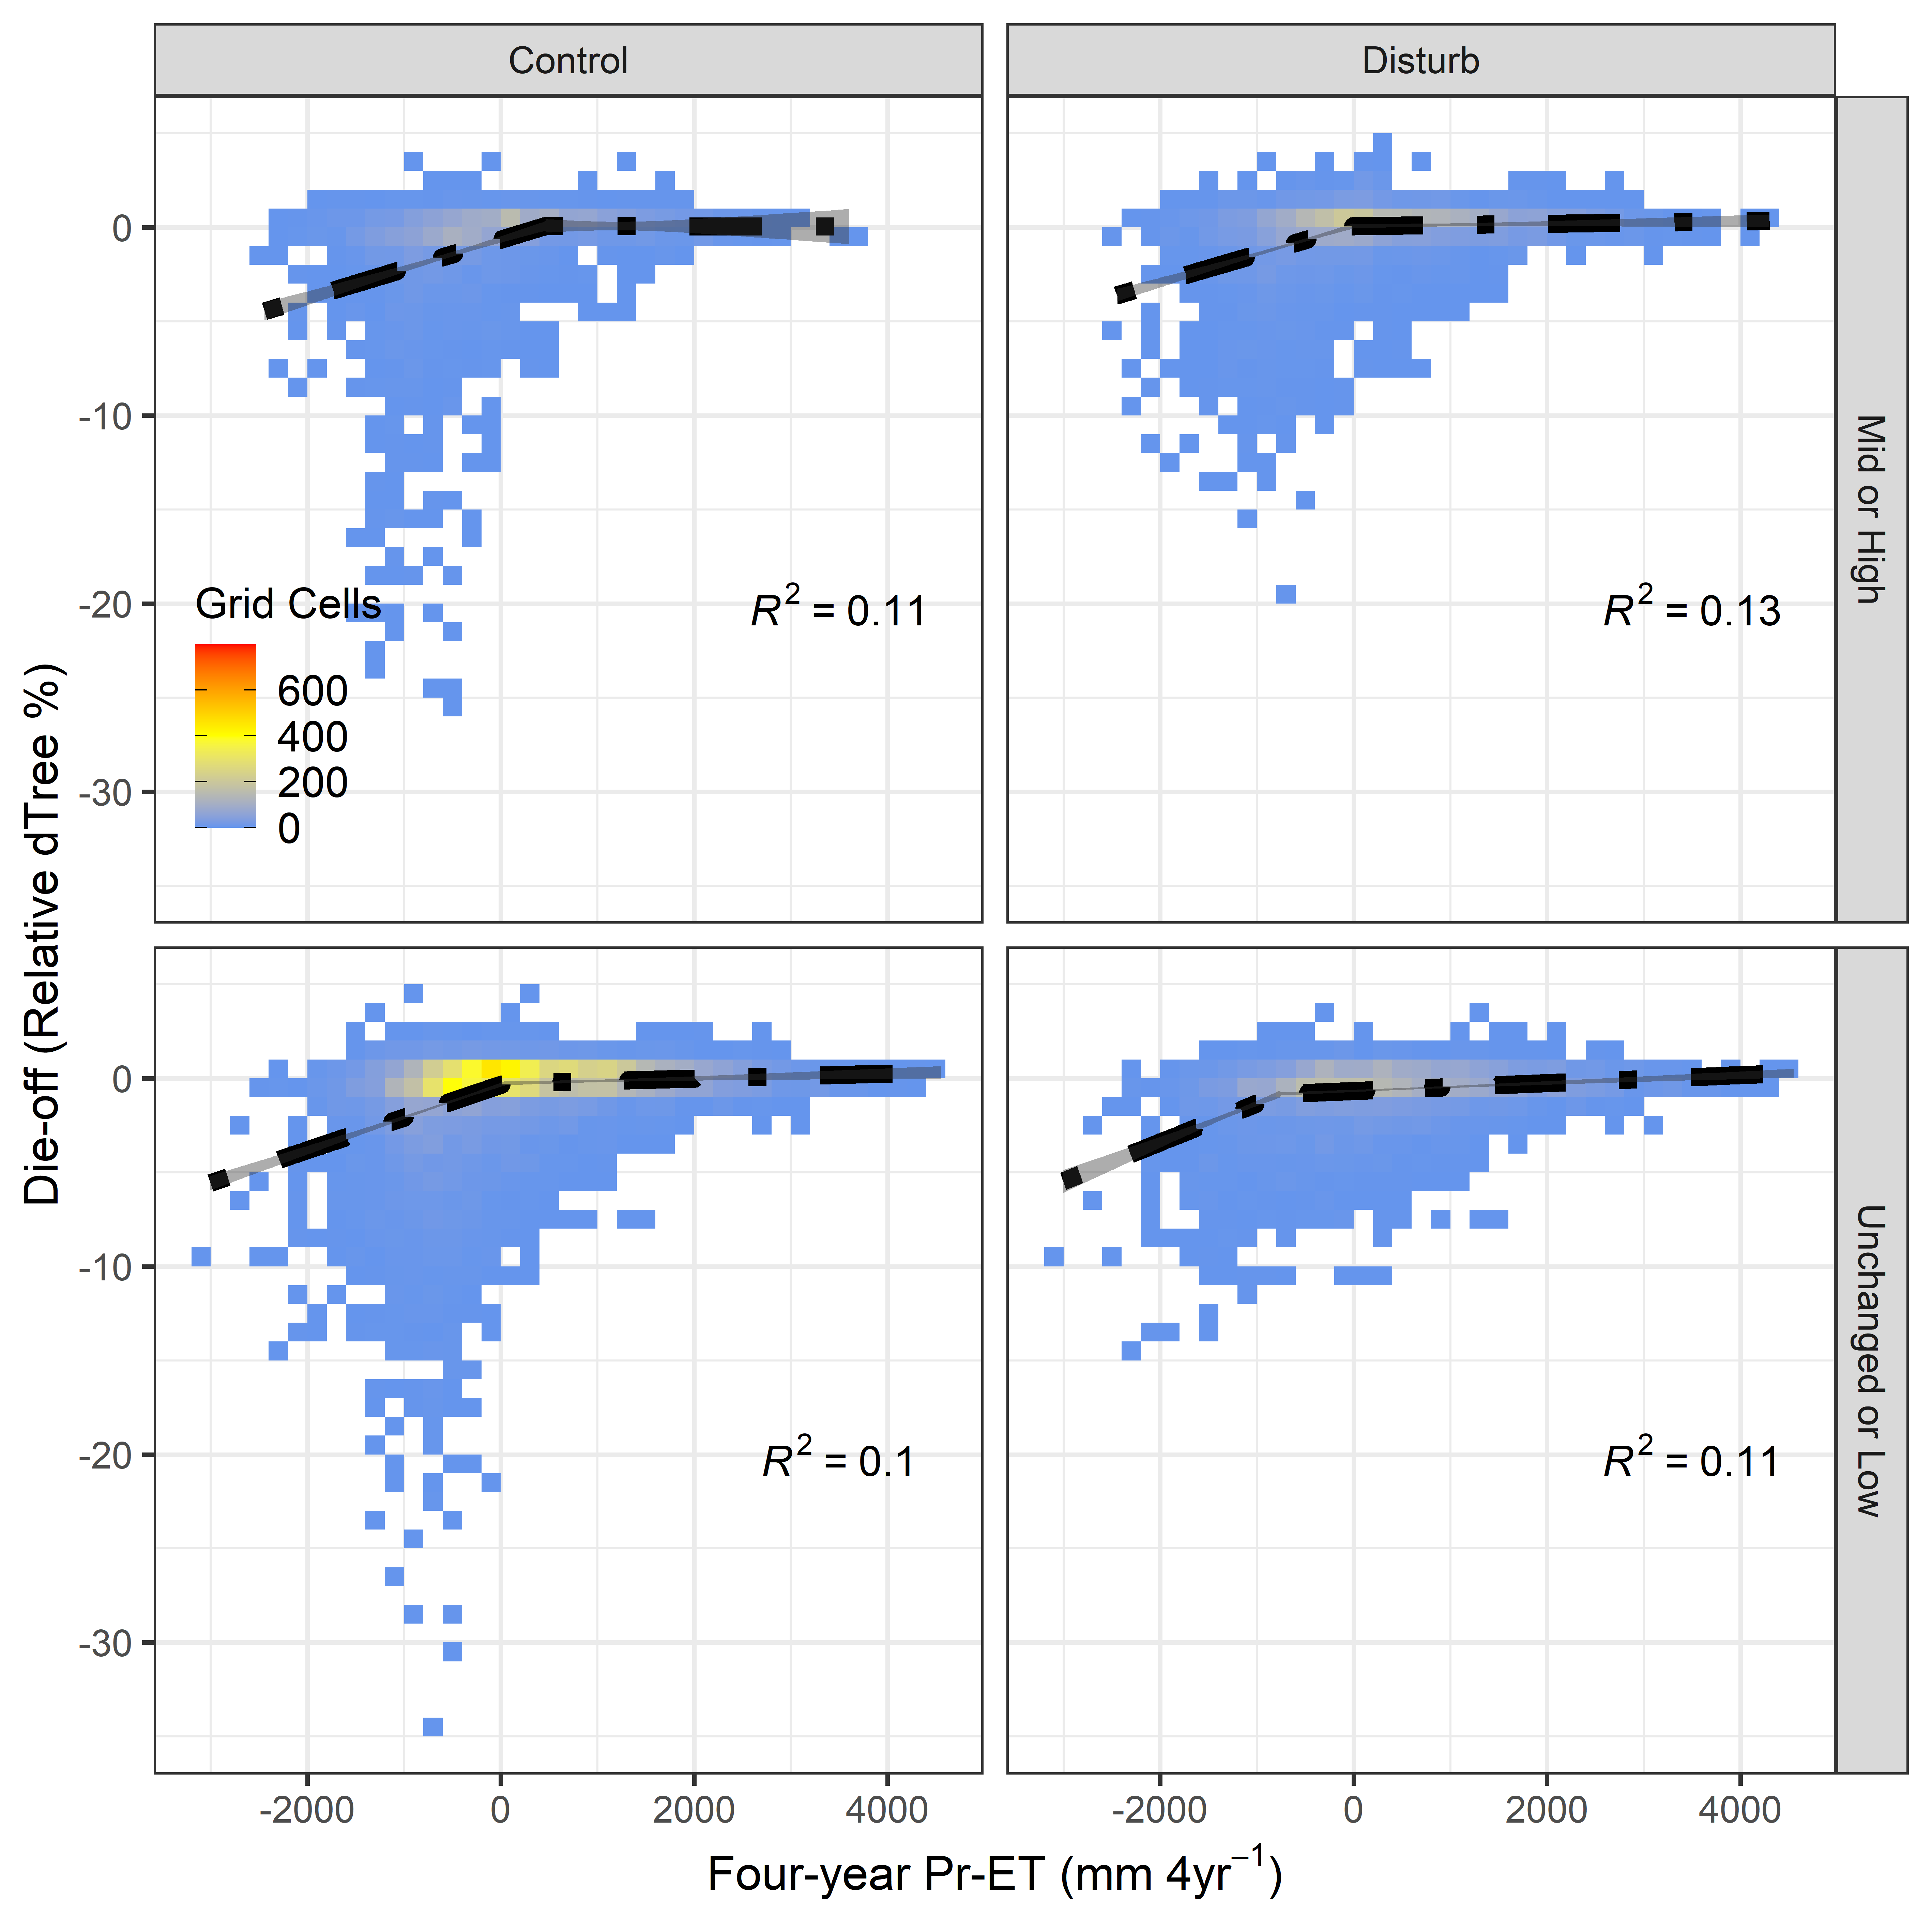 Control
Disturb
Mid or High
Unchanged or Low
Die-off (Relative dTree %)
0
-10
-20
-30
Grid Cells
600
400
200
0
R² = 0.11
R² = 0.13
0
-10
-20
-30
R² = 0.1
R² = 0.11
-2000 0 2000 4000
-2000 0 2000 4000
Four-year Pr-ET (mm 4yr⁻¹)